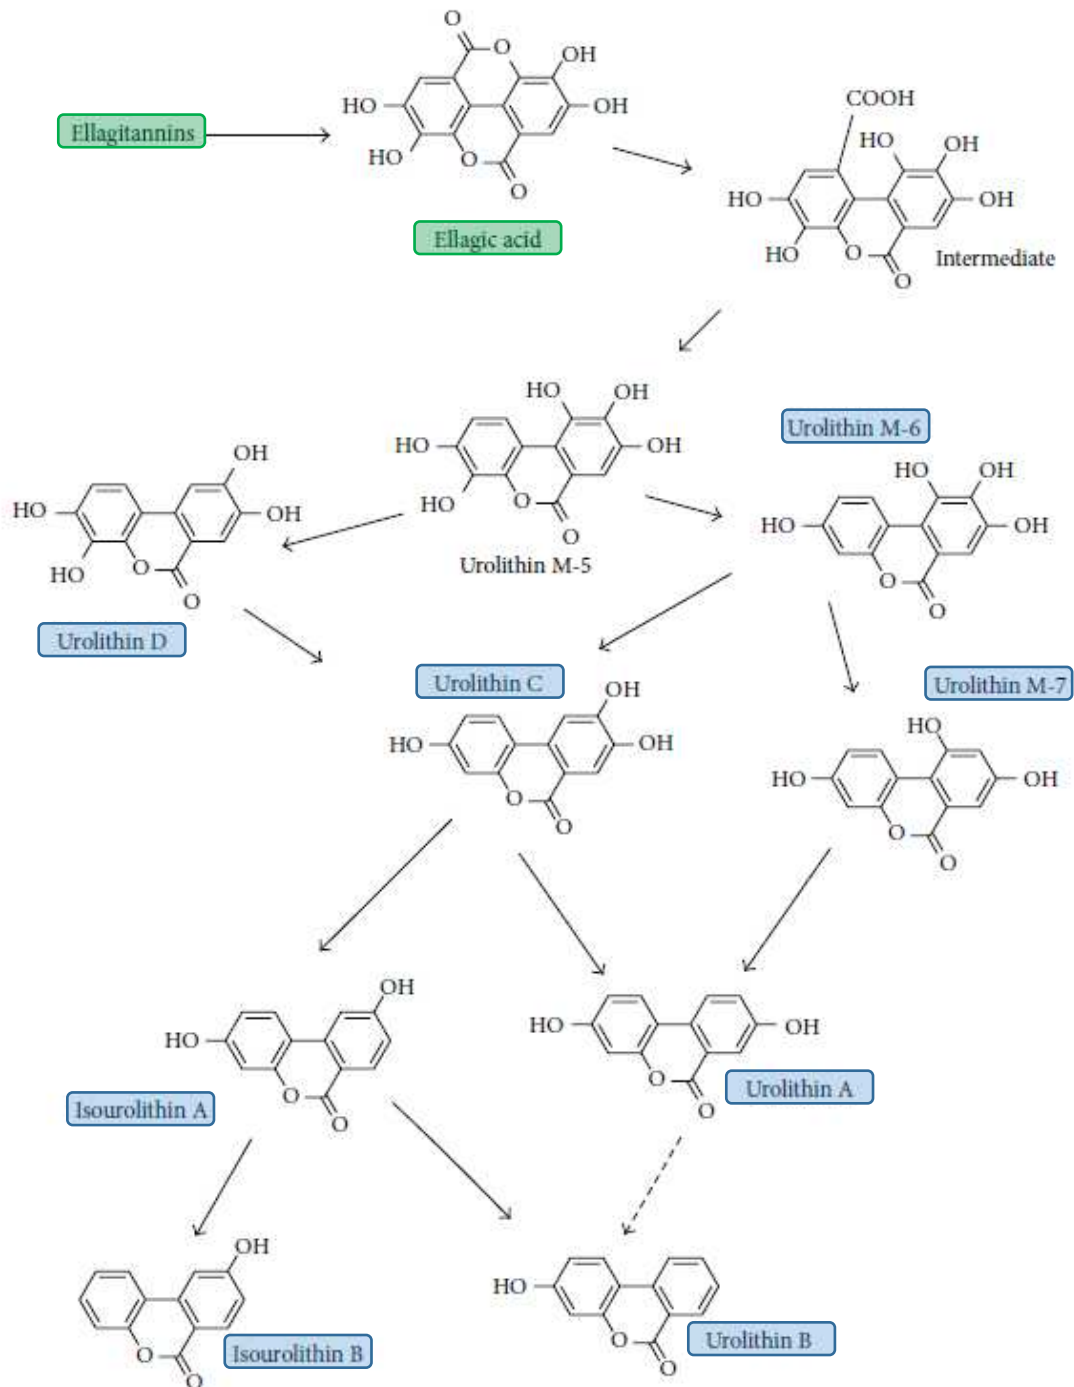 O
O
OH
HO
OH
HO
O
O
Ellagitannins
Ellagic acid
COOH
HO
OH
HO
OH
HO
O
O
Intermediate
HO
OH
HO
OH
HO
O
O
Urolithin M-5
OH
HO
OH
HO
O
O
Urolithin D
Urolithin M-6
HO
OH
HO
OH
O
O
Urolithin C
OH
HO
OH
O
O
Urolithin M-7
HO
HO
OH
O
O
OH
HO
O
O
Isourolithin A
HO
OH
O
O
Urolithin A
OH
O
O
Isourolithin B
HO
O
O
Urolithin B